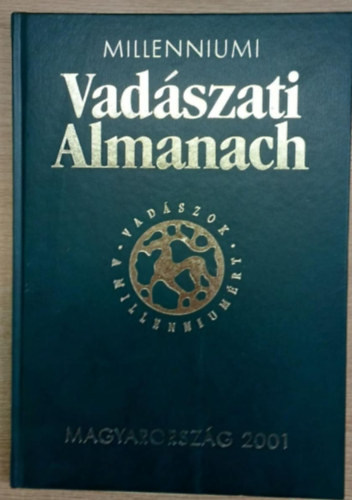 MILLENNIUMI
Vadászati
Almanach
VADÁSZOK · A MILLENNIUMÉRT ·
MAGYARORSZÁG 2001